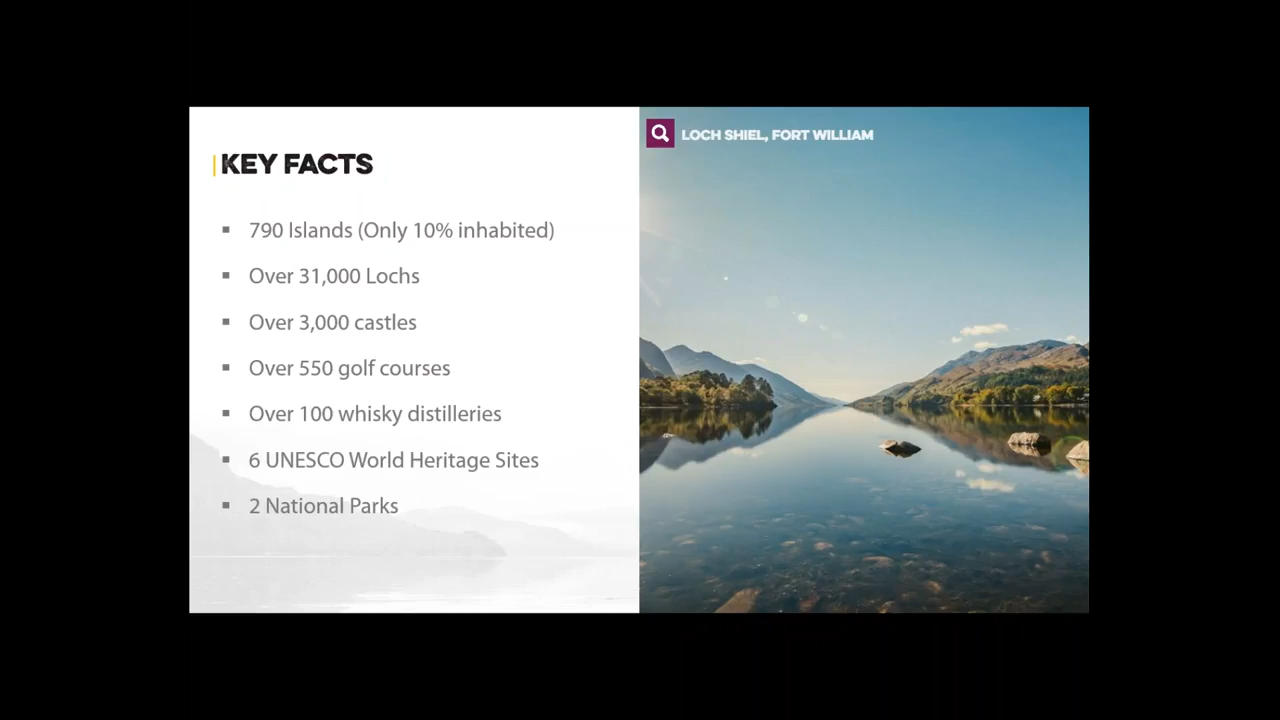 KEY FACTS
790 Islands (Only 10% inhabited)
Over 31,000 Lochs
Over 3,000 castles
Over 550 golf courses
Over 100 whisky distilleries
6 UNESCO World Heritage Sites
2 National Parks
LOCH SHIEL, FORT WILLIAM